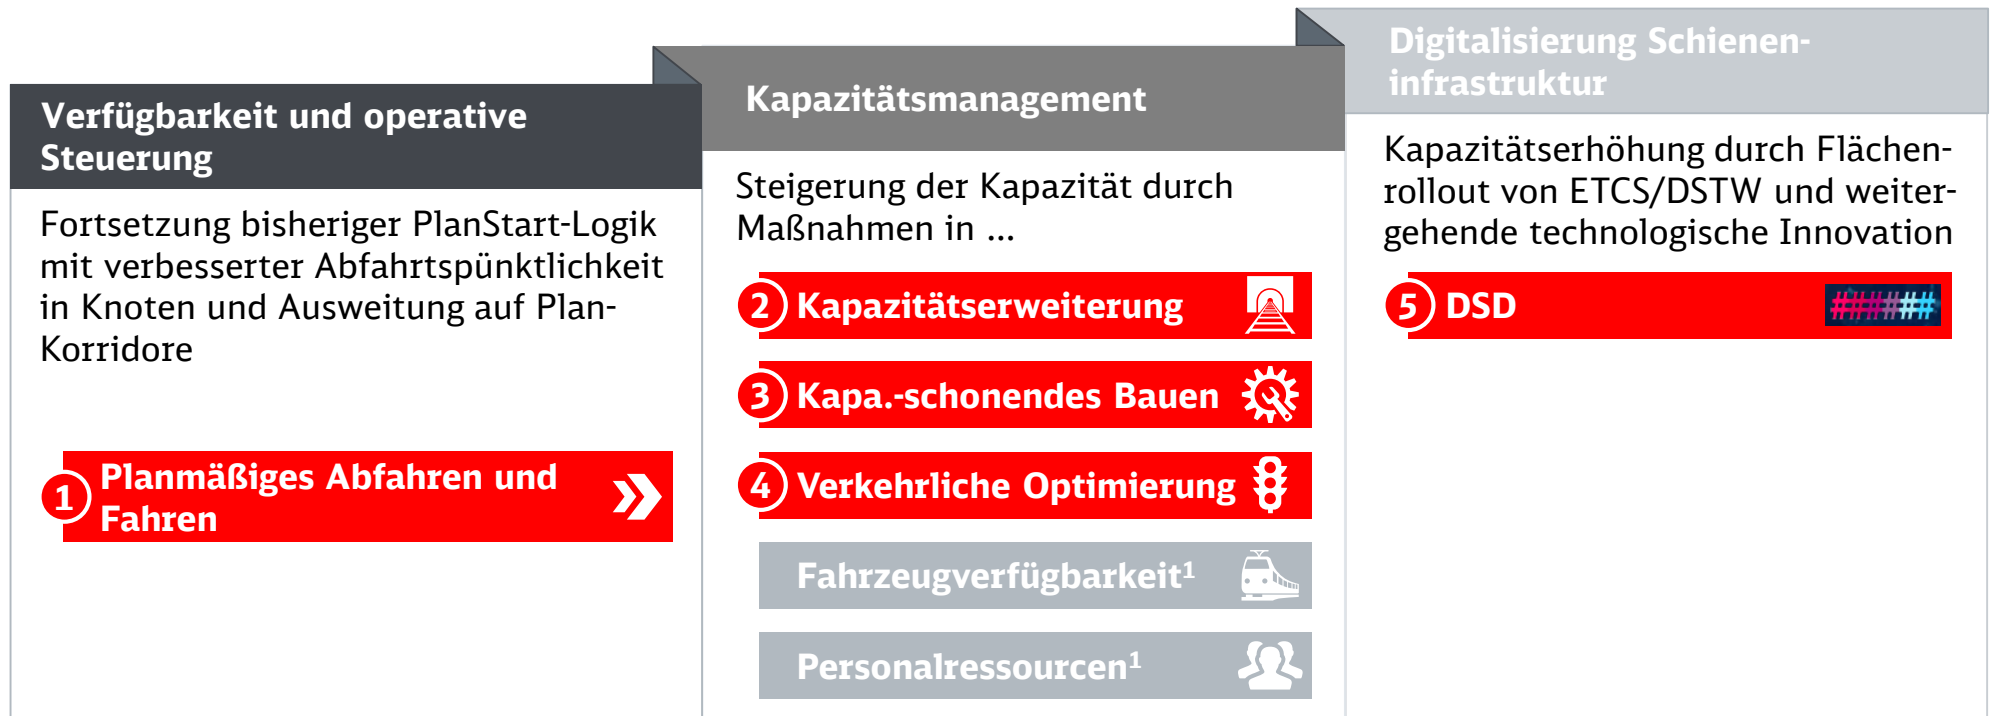 Verfügbarkeit und operative
Steuerung
Fortsetzung bisheriger PlanStart-Logik
mit verbesserter Abfahrtspünktlichkeit
in Knoten und Ausweitung auf Plan-
Korridore
1 Planmäßiges Abfahren und
Fahren
Kapazitätsmanagement
Steigerung der Kapazität durch
Maßnahmen in ...
2 Kapazitätserweiterung
3 Kapa.-schonendes Bauen
4 Verkehrliche Optimierung
Fahrzeugverfügbarkeit¹
Personalressourcen¹
Digitalisierung Schienen-
infrastruktur
Kapazitätserhöhung durch Flächen-
rollout von ETCS/DSTW und weiter-
gehende technologische Innovation
5 DSD